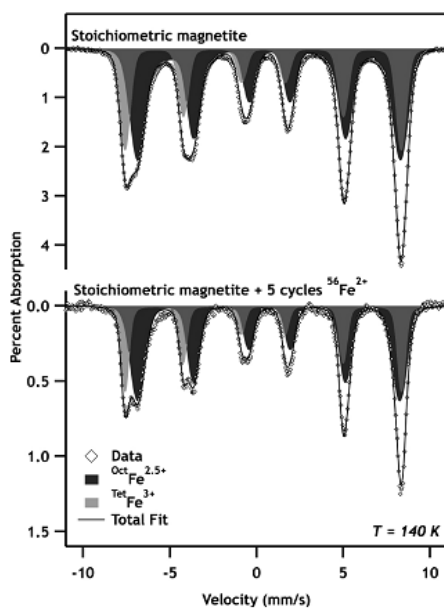 Stoichiometric magnetite
0
1
2
3
4
Percent Absorption
Stoichiometric magnetite + 5 cycles ⁵⁶Fe²⁺
0.0
0.5
1.0
1.5
Data
ᴼᶜᵗFe²·⁵⁺
ᵀᵉᵗFe³⁺
Total Fit
T = 140 K
-10 -5 0 5 10
Velocity (mm/s)